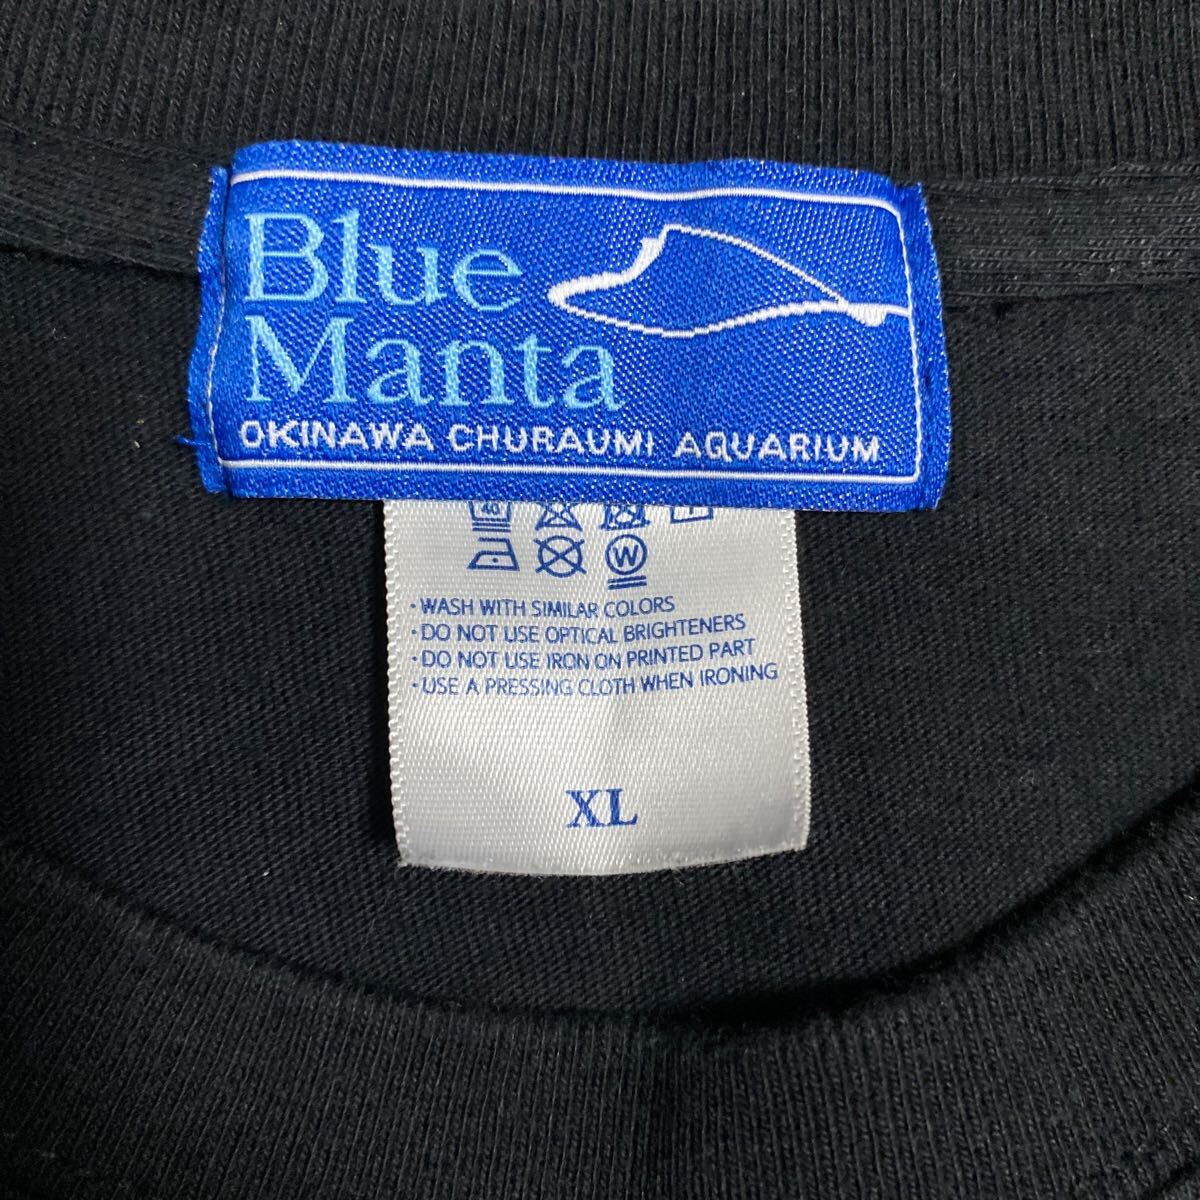 Blue
Manta
OKINAWA CHURAUMI AQUARIUM
40
W
・WASH WITH SIMILAR COLORS
・DO NOT USE OPTICAL BRIGHTENERS
・DO NOT USE IRON ON PRINTED PART
・USE A PRESSING CLOTH WHEN IRONING
XL